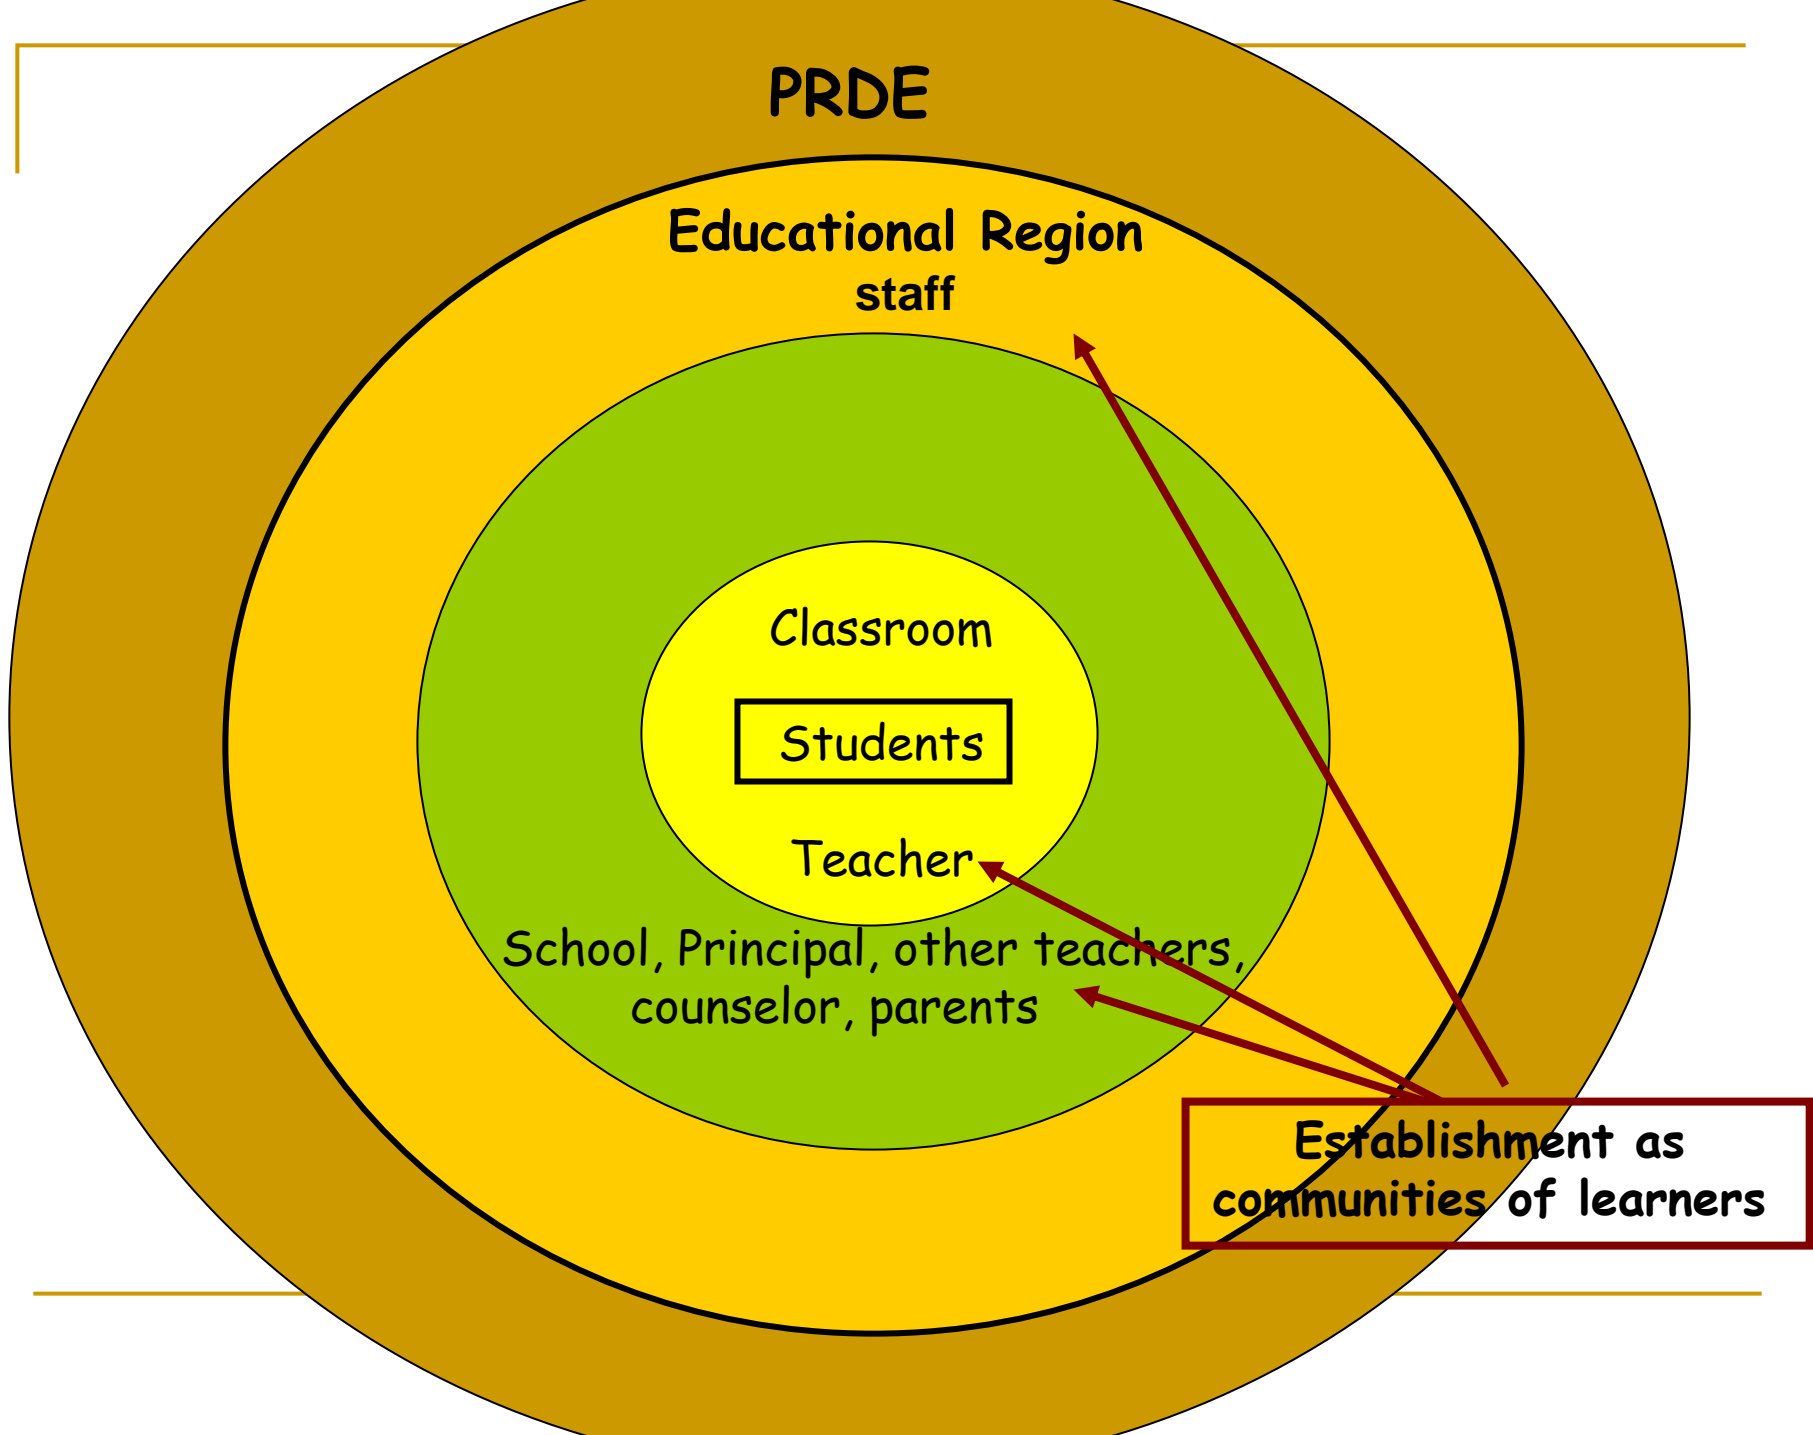 PRDE
Educational Region
staff
Classroom
Students
Teacher
School, Principal, other teachers,
counselor, parents
Establishment as
communities of learners